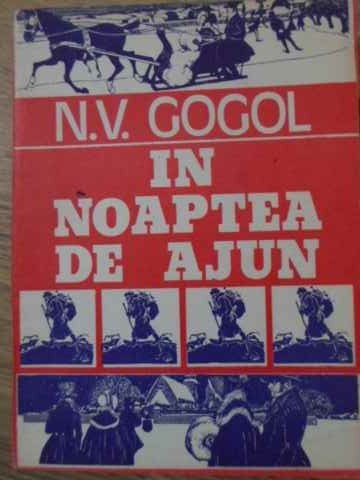 N.V. GOGOL
IN
NOAPTEA
DE AJUN